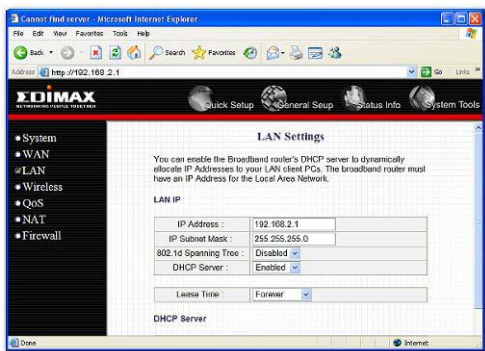 Cannot find server - Microsoft Internet Explorer
File Edit View Favorites Tools Help
Back Search Favorites
Address http://192.168.2.1 Go Links
EDIMAX
NETWORKING PEOPLE TOGETHER
Quick Setup General Seup Status Info System Tools
System
WAN
LAN
Wireless
QoS
NAT
Firewall
LAN Settings
You can enable the Broadband router's DHCP server to dynamically
allocate IP Addresses to your LAN client PCs. The broadband router must
have an IP Address for the Local Area Network.
LAN IP
IP Address : 192.168.2.1
IP Subnet Mask : 255.255.255.0
802.1d Spanning Tree : Disabled
DHCP Server : Enabled
Lease Time : Forever
DHCP Server
Done Internet